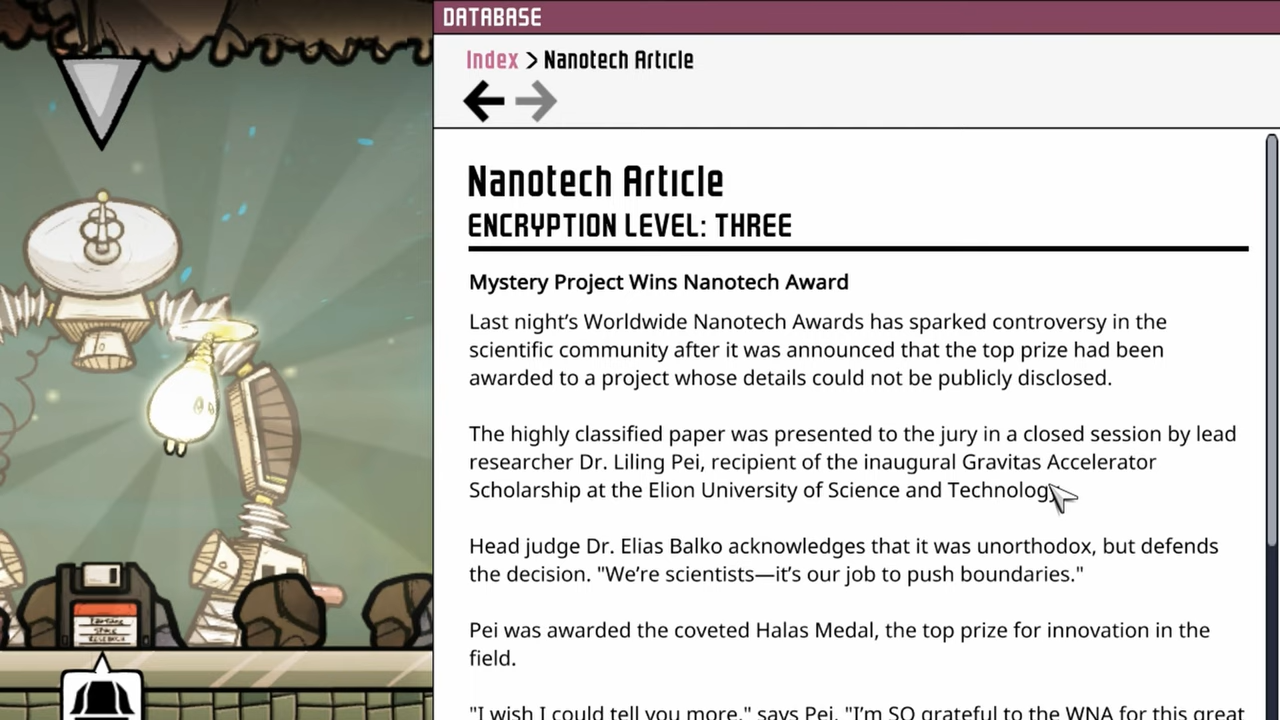 DATABASE
Index > Nanotech Article
Nanotech Article
ENCRYPTION LEVEL: THREE
Mystery Project Wins Nanotech Award
Last night’s Worldwide Nanotech Awards has sparked controversy in the
scientific community after it was announced that the top prize had been
awarded to a project whose details could not be publicly disclosed.
The highly classified paper was presented to the jury in a closed session by lead
researcher Dr. Liling Pei, recipient of the inaugural Gravitas Accelerator
Scholarship at the Elion University of Science and Technology
Head judge Dr. Elias Balko acknowledges that it was unorthodox, but defends
the decision. "We’re scientists—it’s our job to push boundaries."
Pei was awarded the coveted Halas Medal, the top prize for innovation in the
field.
"I wish I could tell you more," says Pei. "I’m SO grateful to the WNA for this great
SPACE
RESEARCH